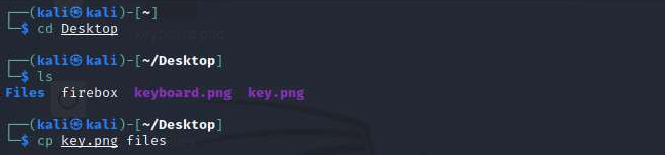 ┌──(kali㉿kali)-[~]
└─$ cd Desktop
┌──(kali㉿kali)-[~/Desktop]
└─$ ls
Files firebox keyboard.png key.png
┌──(kali㉿kali)-[~/Desktop]
└─$ cp key.png files